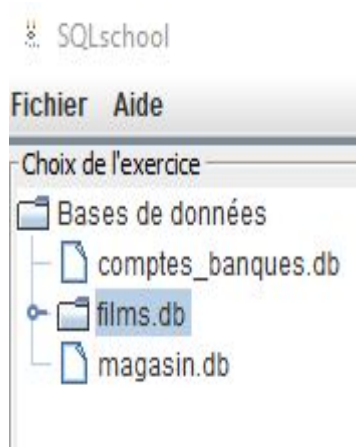 SQLschool
Fichier Aide
Choix de l'exercice
Bases de données
comptes_banques.db
films.db
magasin.db